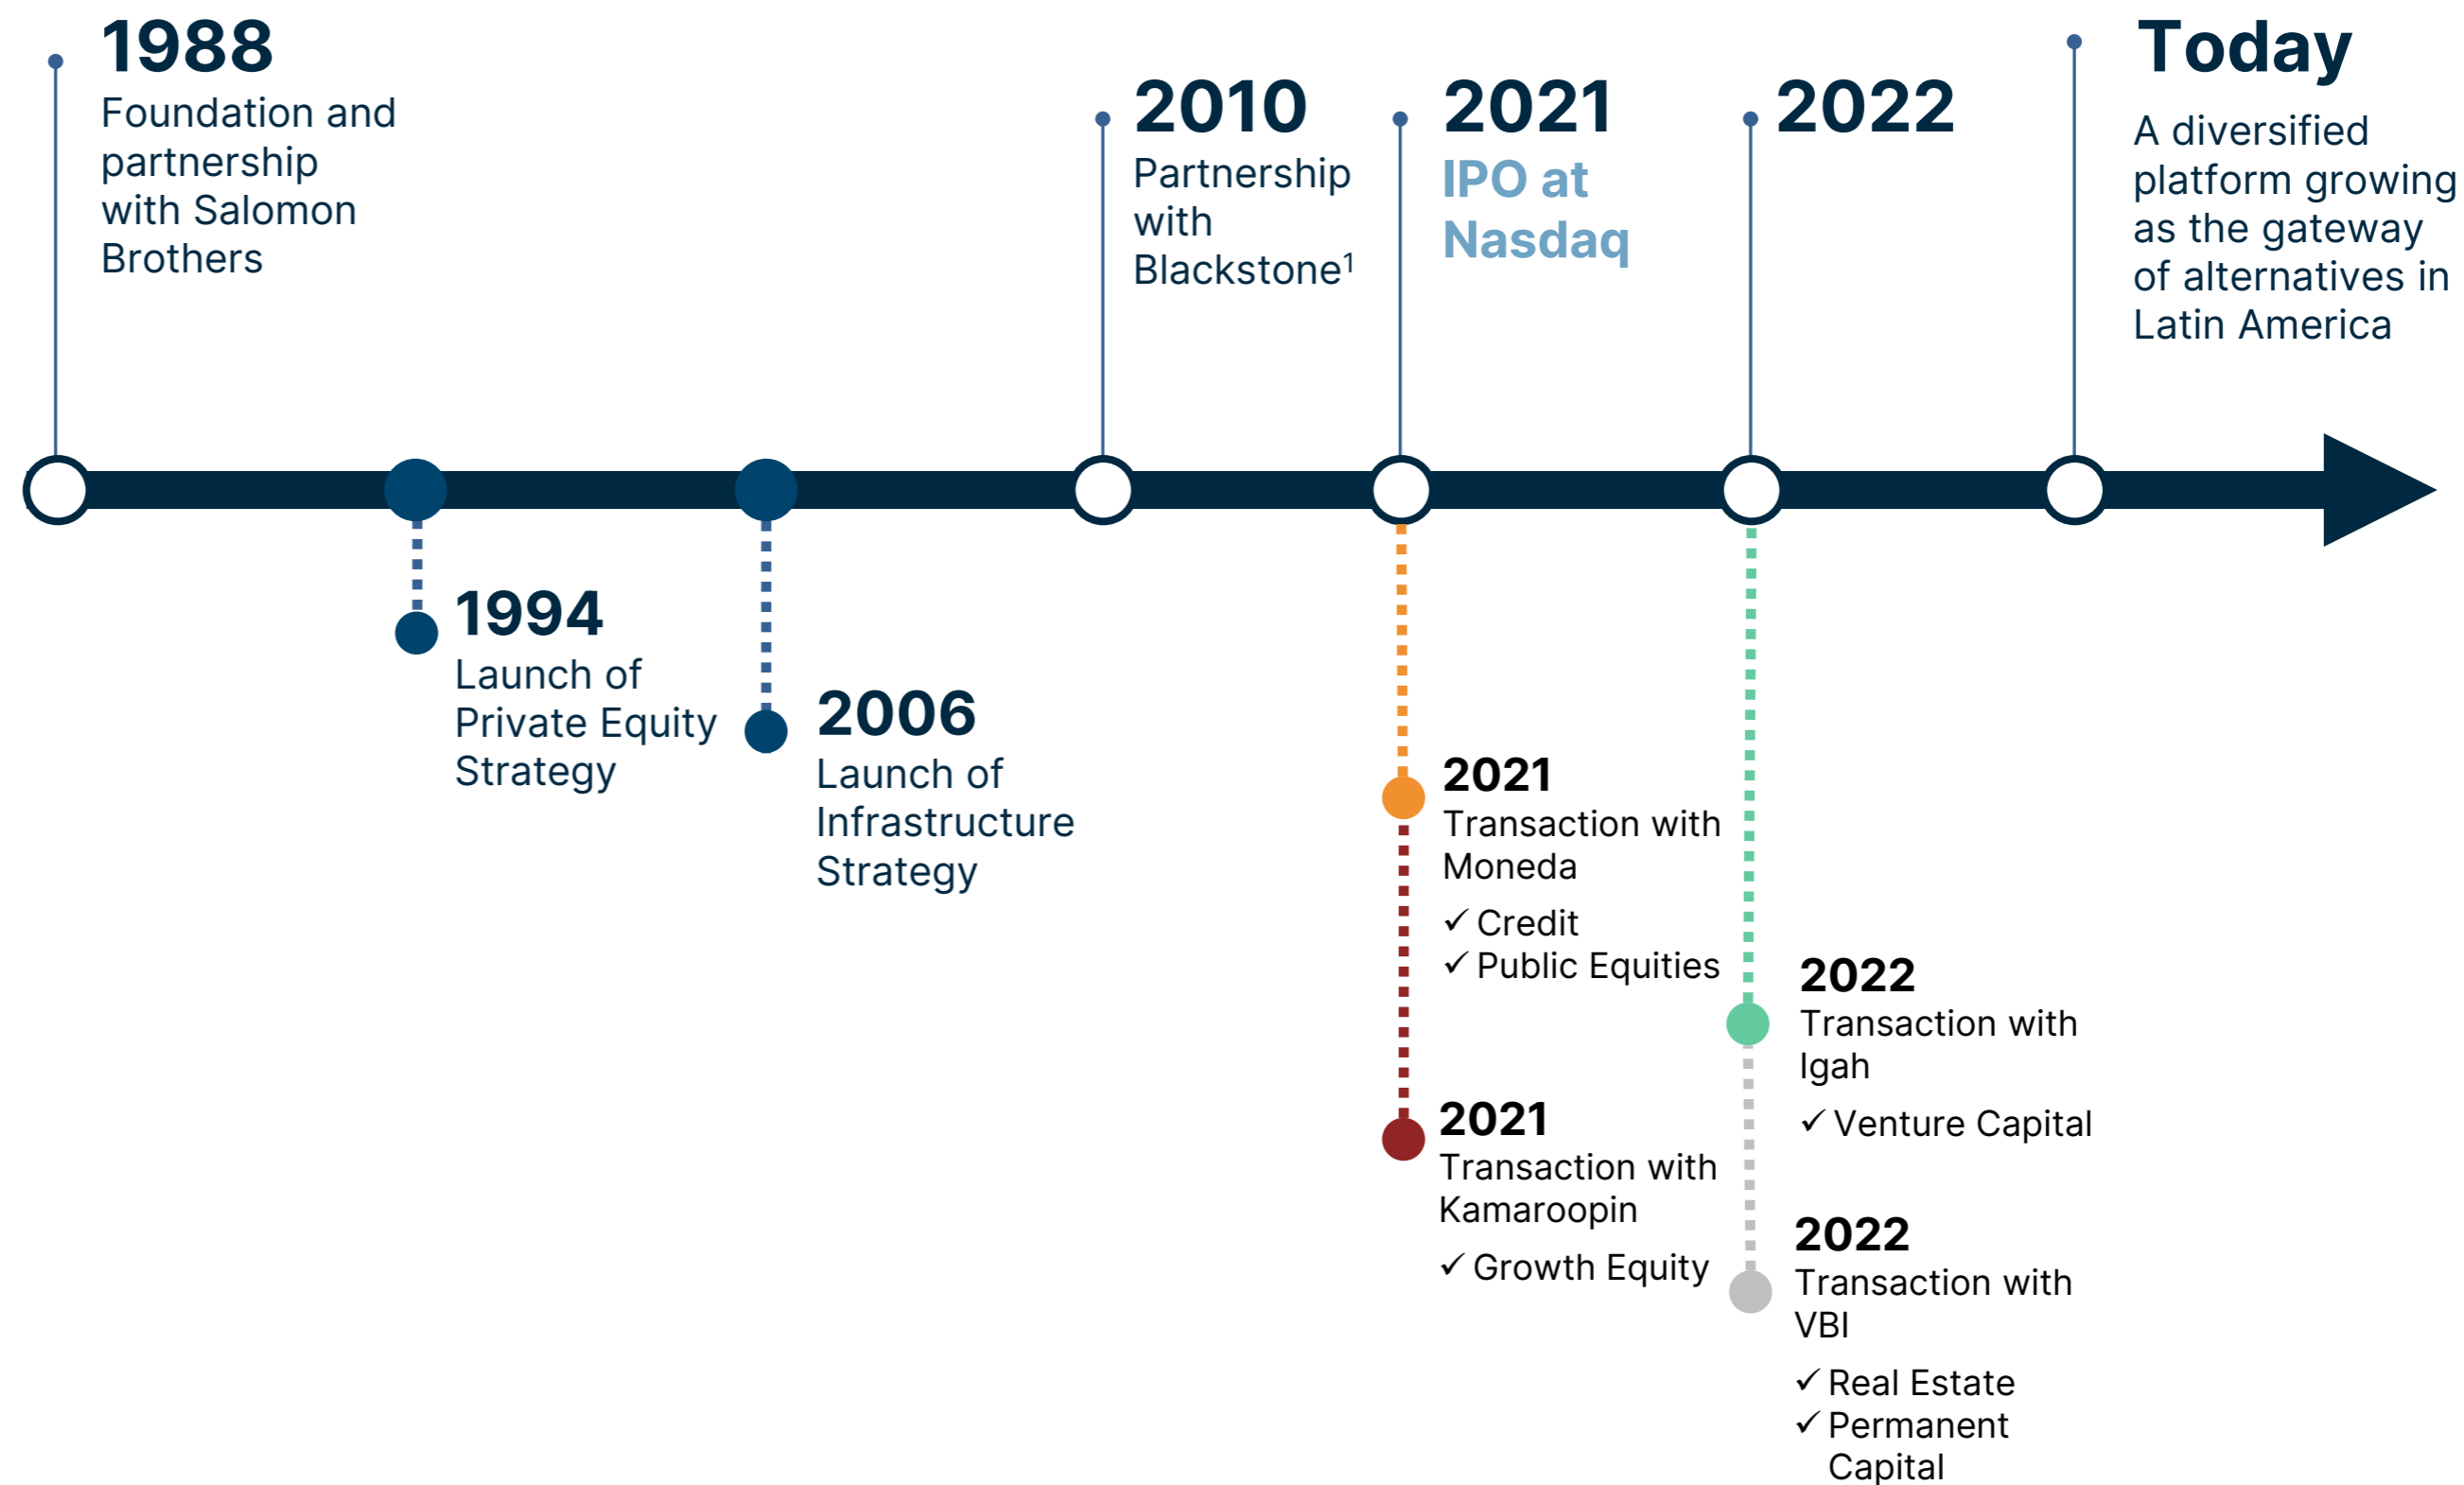 1988
Foundation and
partnership
with Salomon
Brothers
2010
Partnership
with
Blackstone¹
2021
IPO at
Nasdaq
2022
Today
A diversified
platform growing
as the gateway
of alternatives in
Latin America
1994
Launch of
Private Equity
Strategy
2006
Launch of
Infrastructure
Strategy
2021
Transaction with
Moneda
✓ Credit
✓ Public Equities
2021
Transaction with
Kamaroopin
✓ Growth Equity
2022
Transaction with
Igah
✓ Venture Capital
2022
Transaction with
VBI
✓ Real Estate
✓ Permanent
Capital